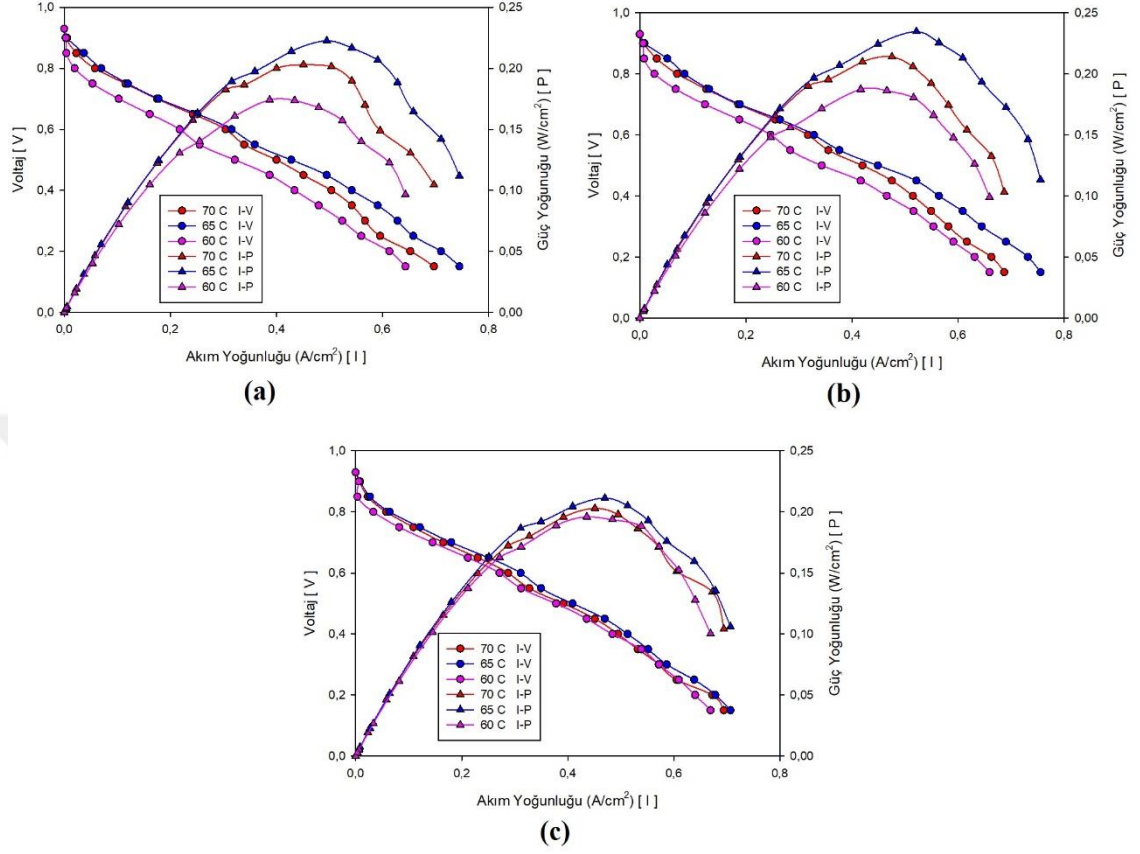 1,0
0,8
0,6
0,4
0,2
0,0
Voltaj [ V ]
0,25
0,20
0,15
0,10
0,05
0,00
Güç Yoğunuğu (W/cm²) [ P ]
70 C I-V
65 C I-V
60 C I-V
70 C I-P
65 C I-P
60 C I-P
0,0 0,2 0,4 0,6 0,8
Akım Yoğunluğu (A/cm²) [ I ]
(a)
1,0
0,8
0,6
0,4
0,2
0,0
Voltaj [ V ]
0,25
0,20
0,15
0,10
0,05
0,00
Güç Yoğunluğu (W/cm²) [ P ]
70 C I-V
65 C I-V
60 C I-V
70 C I-P
65 C I-P
60 C I-P
0,0 0,2 0,4 0,6 0,8
Akım Yoğunluğu (A/cm²) [ I ]
(b)
1,0
0,8
0,6
0,4
0,2
0,0
Voltaj [ V ]
0,25
0,20
0,15
0,10
0,05
0,00
Güç Yoğunluğu (W/cm²) [ P ]
70 C I-V
65 C I-V
60 C I-V
70 C I-P
65 C I-P
60 C I-P
0,0 0,2 0,4 0,6 0,8
Akım Yoğunluğu (A/cm²) [ I ]
(c)